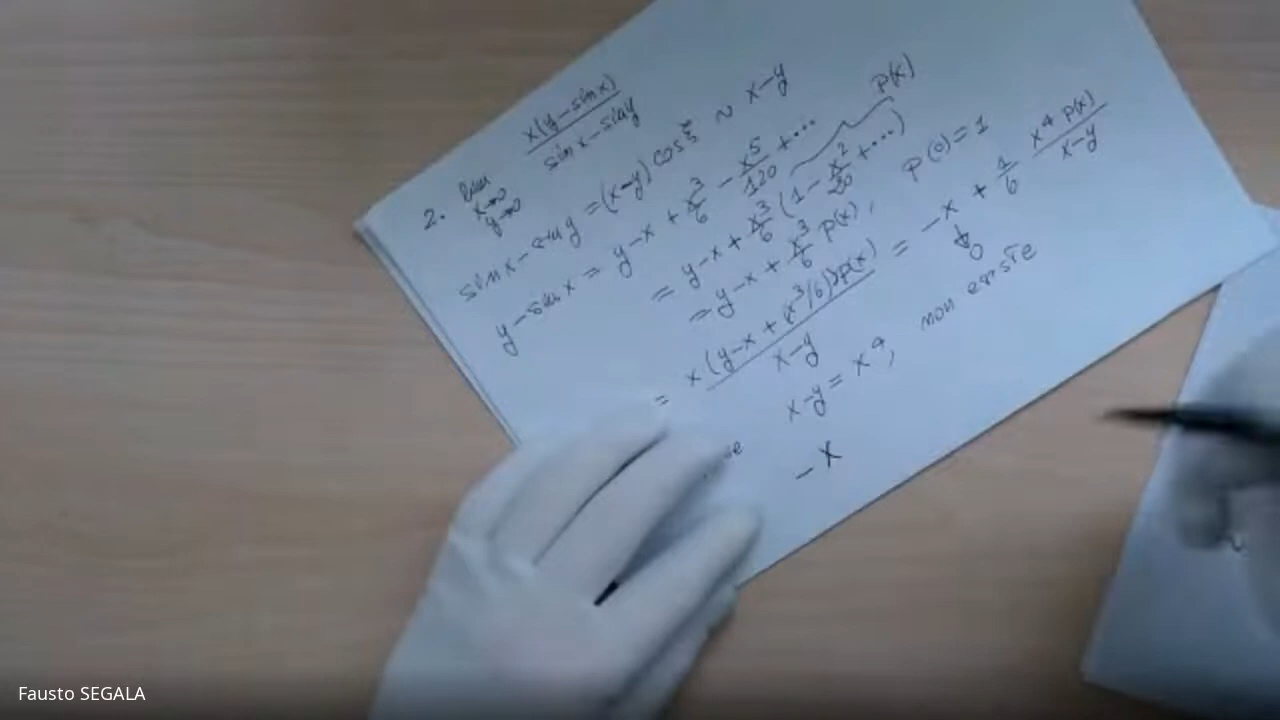 2. lim x→0 y→0 x(y-sin x)/sin x - sin y
sin x - sin y = (x-y) cos ξ ~ x-y
y - sin x = y-x + x³/6 - x⁵/120 + ...
= y-x + x³/6 (1 - x²/20 + ...) p(x)
= y-x + x³/6 p(x), p(0)=1
= x(y-x + (x³/6)p(x))/x-y = -x + 1/6 x⁴ p(x)/x-y
↓ 0
x-y = x⁴, non esiste
-x
Fausto SEGALA